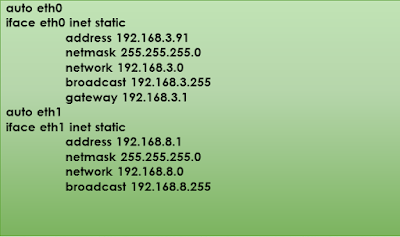 auto eth0
iface eth0 inet static
address 192.168.3.91
netmask 255.255.255.0
network 192.168.3.0
broadcast 192.168.3.255
gateway 192.168.3.1
auto eth1
iface eth1 inet static
address 192.168.8.1
netmask 255.255.255.0
network 192.168.8.0
broadcast 192.168.8.255